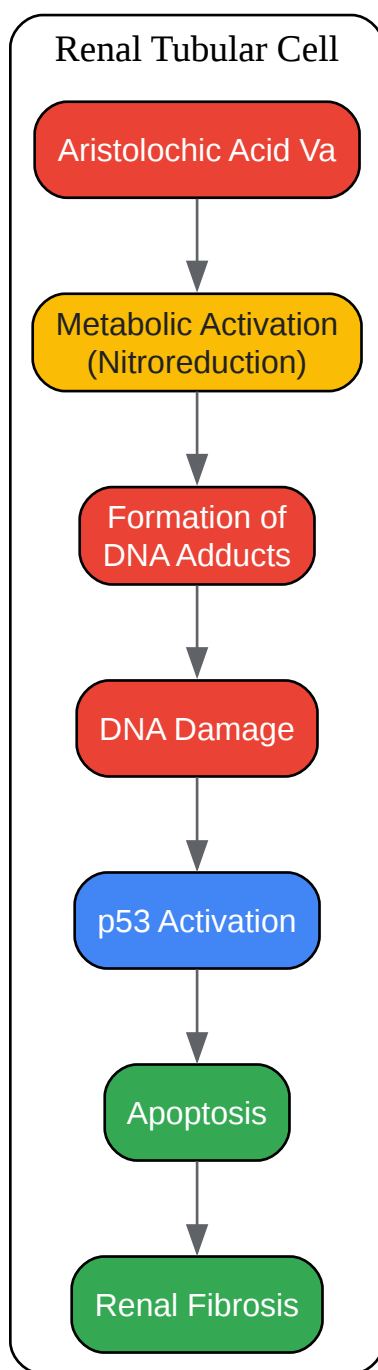 Renal Tubular Cell
Aristolochic Acid Va
Metabolic Activation
(Nitroreduction)
Formation of
DNA Adducts
DNA Damage
p53 Activation
Apoptosis
Renal Fibrosis